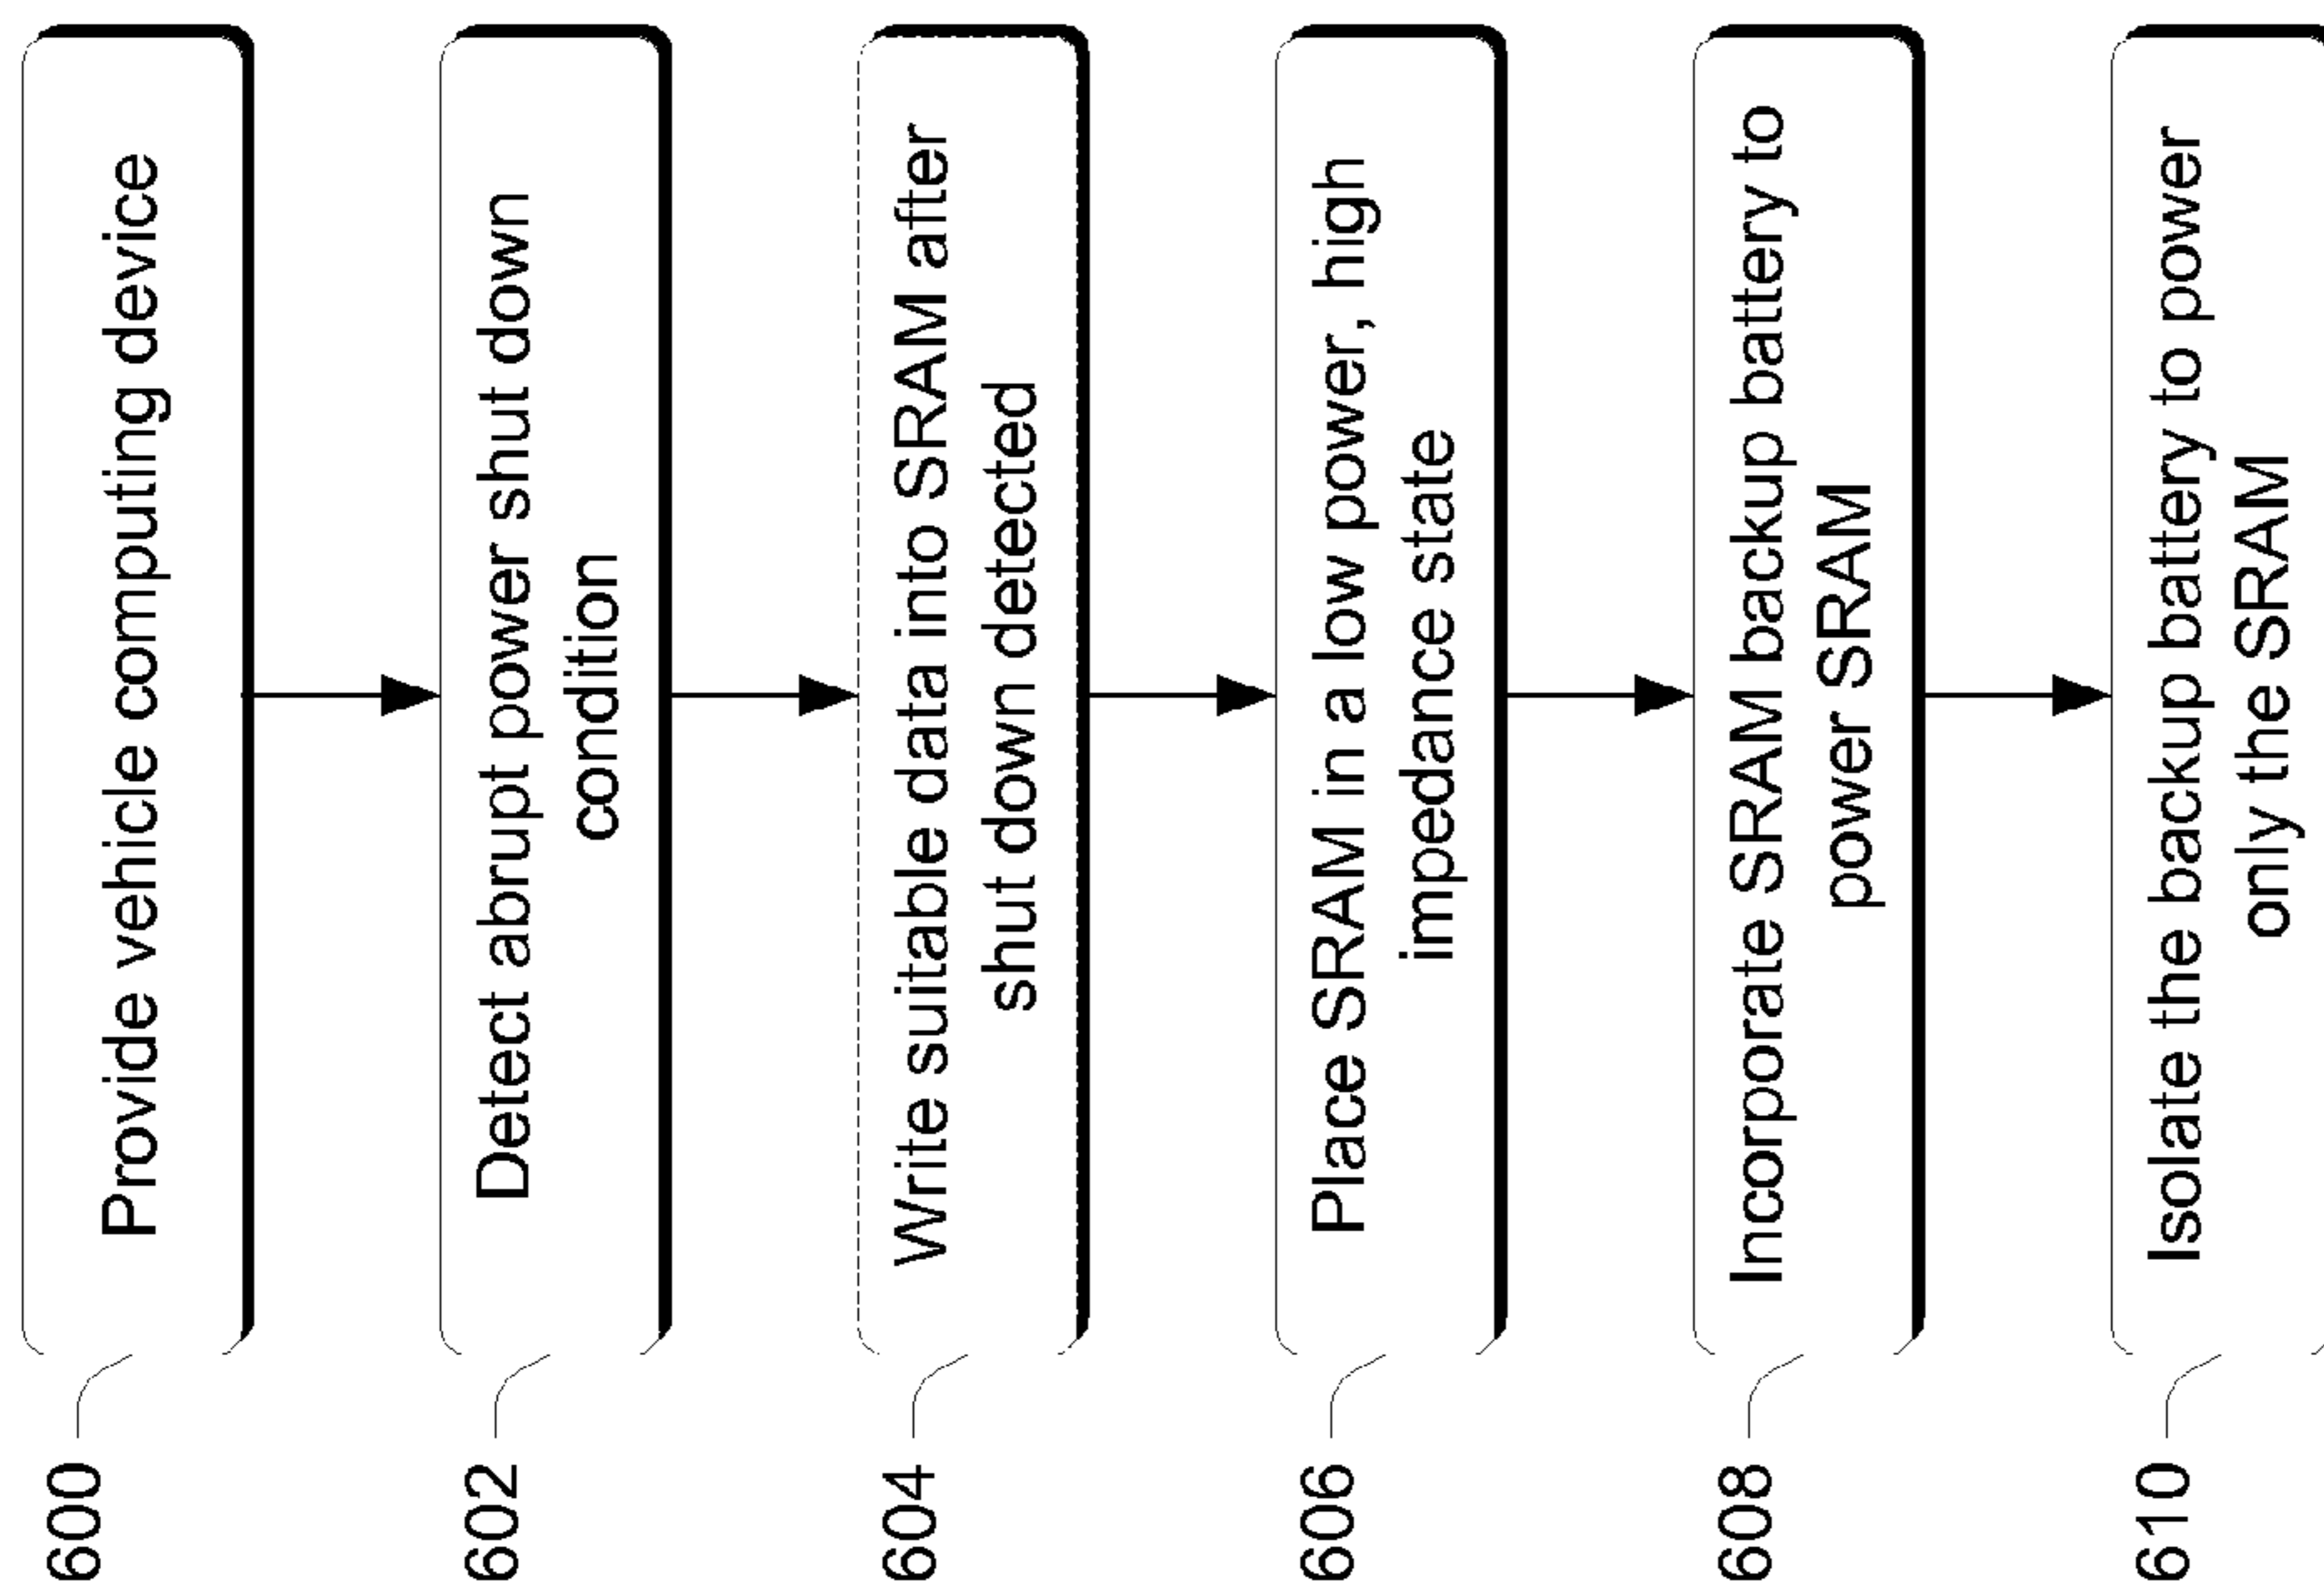 600
Provide vehicle computing device
602
Detect abrupt power shut down
condition
604
Write suitable data into SRAM after
shut down detected
606
Place SRAM in a low power, high
impedance state
608
Incorporate SRAM backup battery to
power SRAM
610
Isolate the backup battery to power
only the SRAM